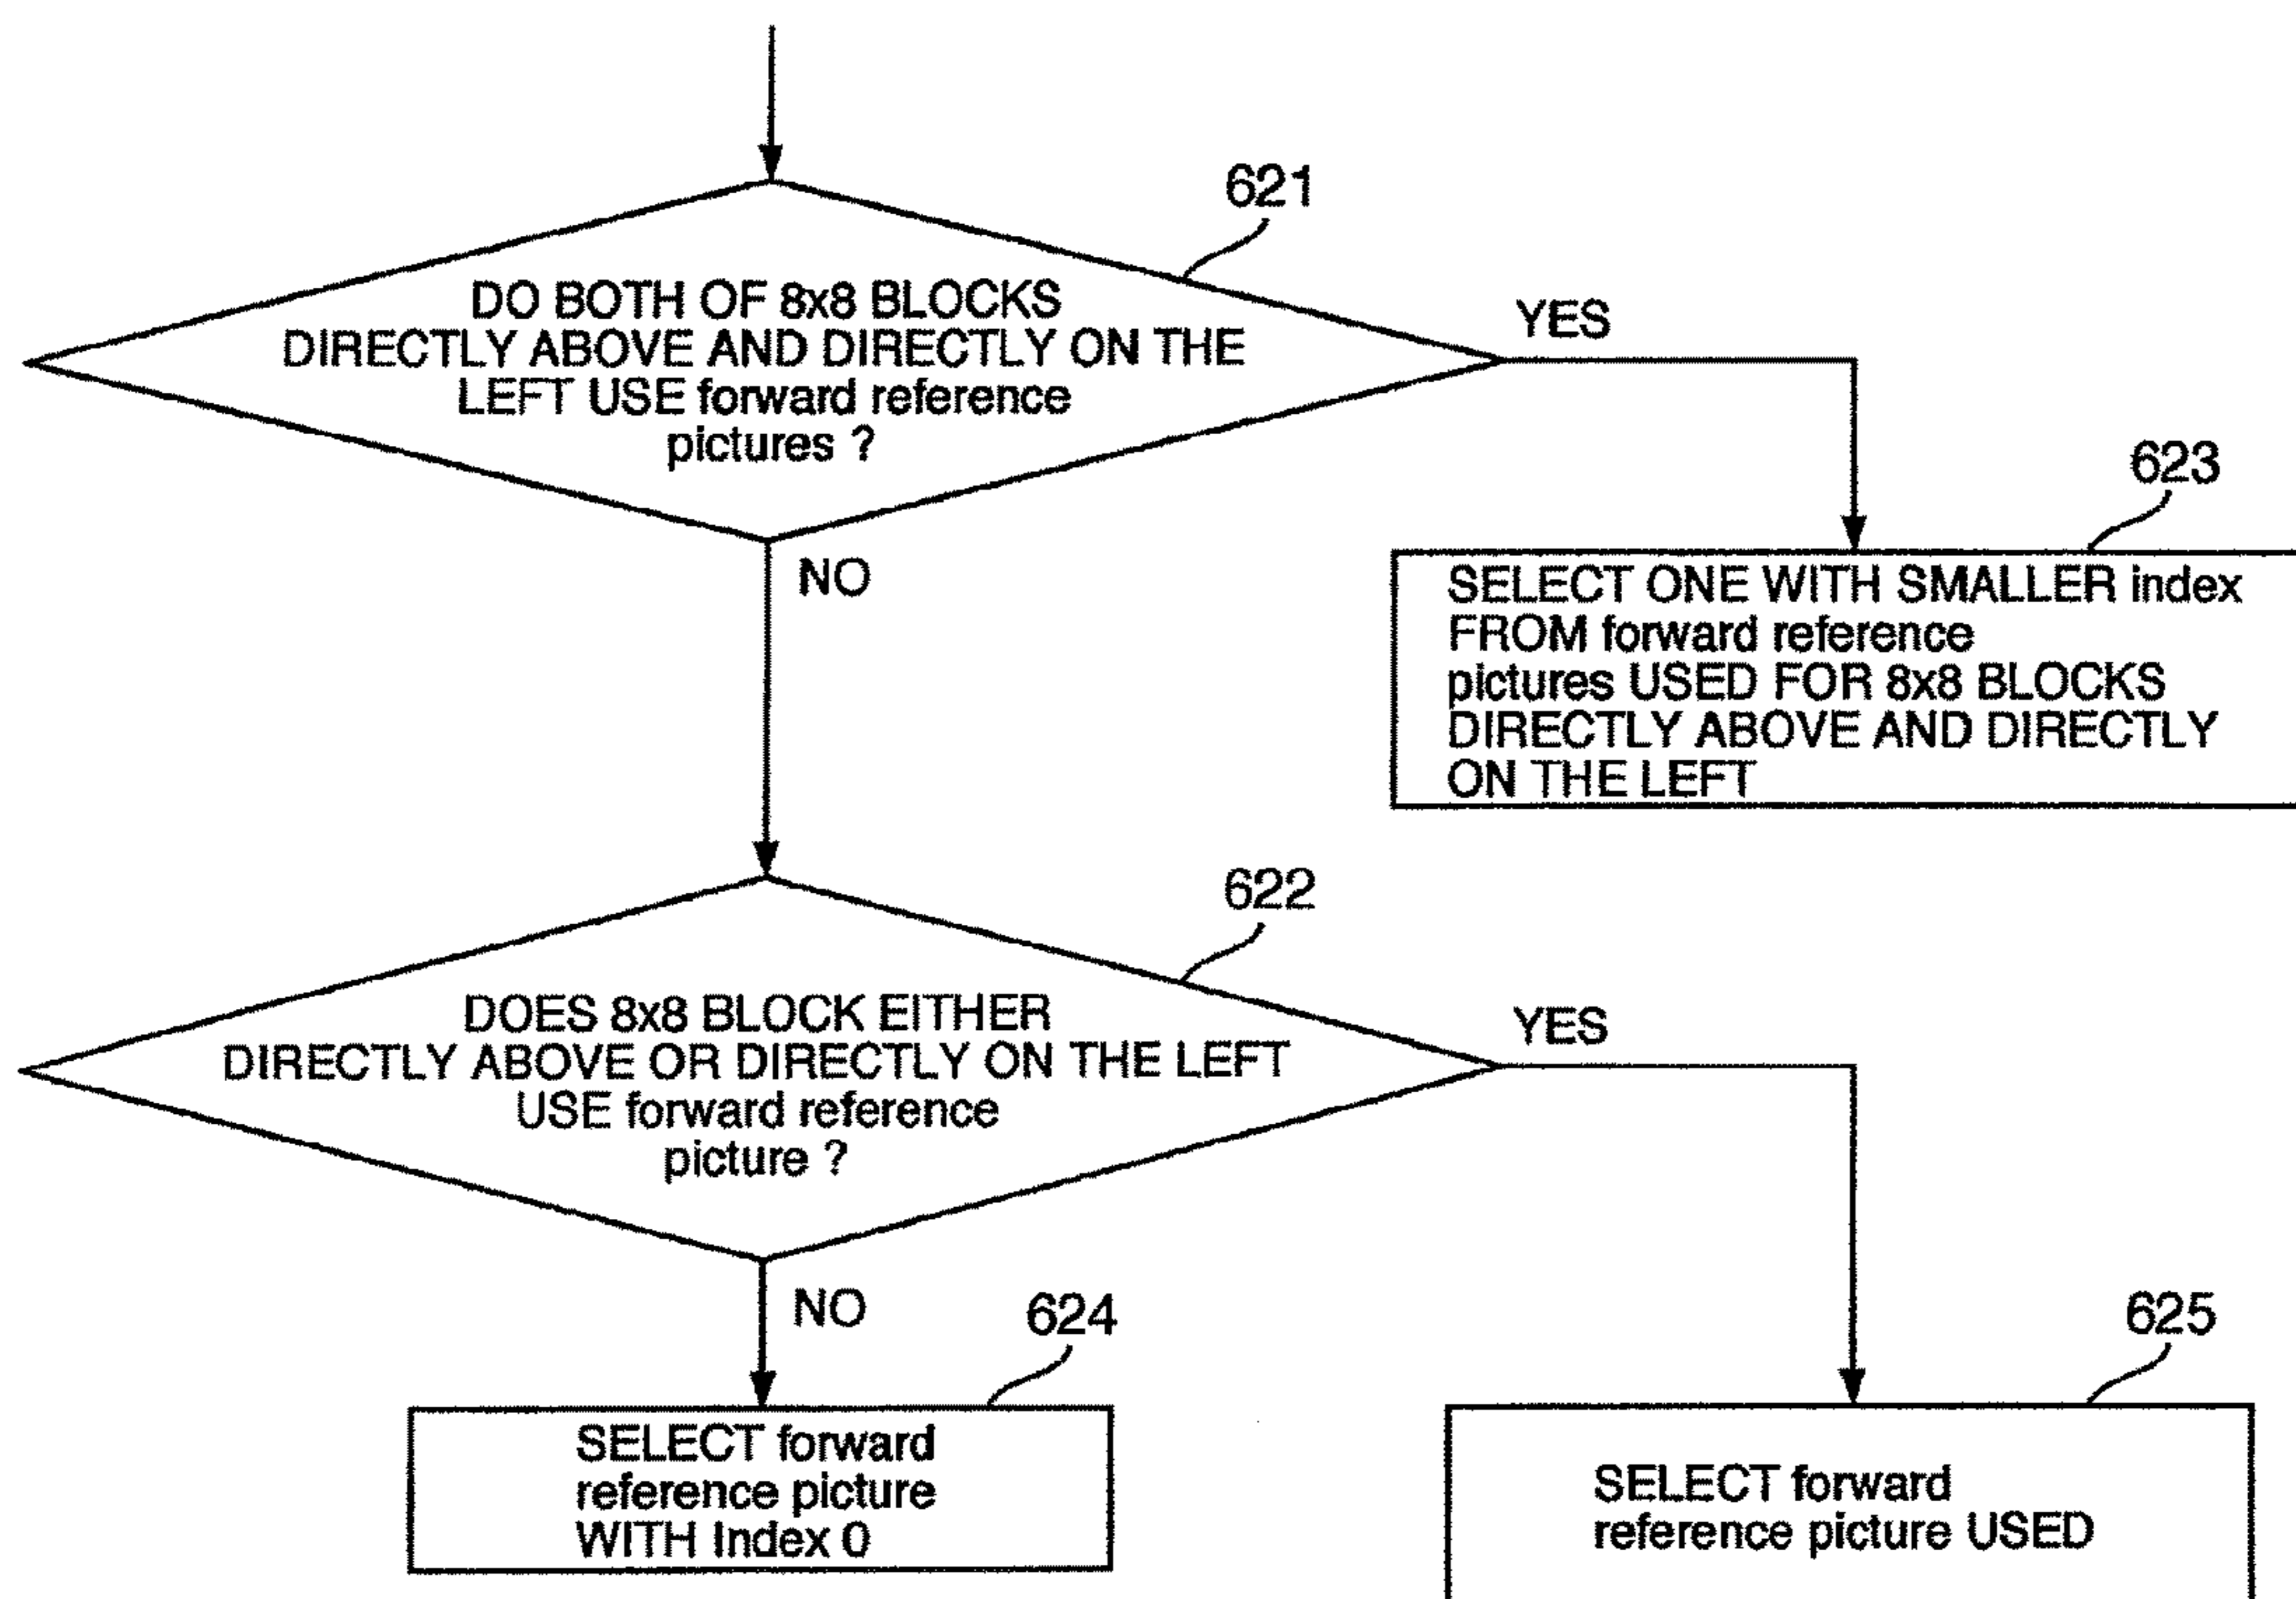 621
DO BOTH OF 8x8 BLOCKS
DIRECTLY ABOVE AND DIRECTLY ON THE
LEFT USE forward reference
pictures ?
YES
NO
623
SELECT ONE WITH SMALLER index
FROM forward reference
pictures USED FOR 8x8 BLOCKS
DIRECTLY ABOVE AND DIRECTLY
ON THE LEFT
622
DOES 8x8 BLOCK EITHER
DIRECTLY ABOVE OR DIRECTLY ON THE LEFT
USE forward reference
picture ?
YES
NO
624
SELECT forward
reference picture
WITH Index 0
625
SELECT forward
reference picture USED